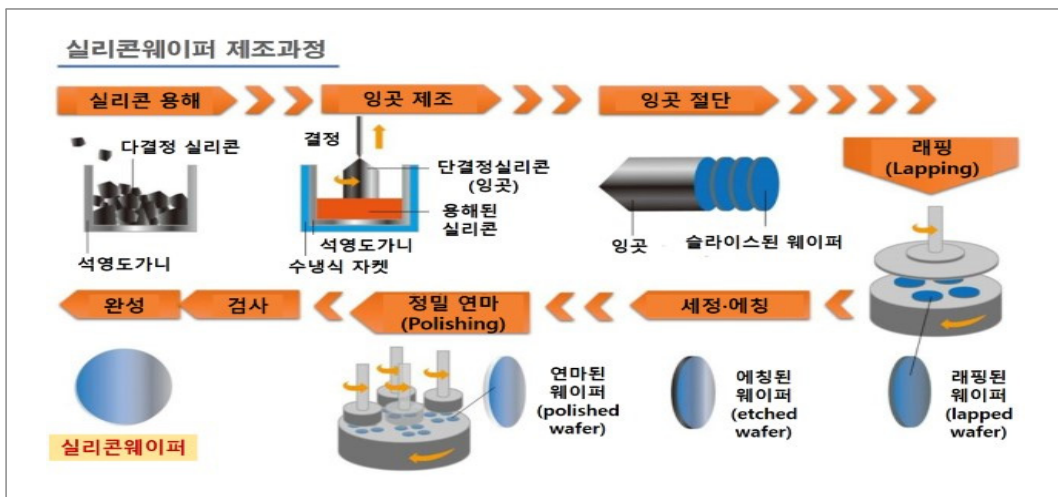 실리콘웨이퍼 제조과정
실리콘 용해
잉곳 제조
잉곳 절단
래핑
(Lapping)
다결정 실리콘
석영도가니
결정
단결정실리콘
(잉곳)
용해된
실리콘
석영도가니
수냉식 자켓
잉곳
슬라이스된 웨이퍼
완성
검사
정밀 연마
(Polishing)
세정·에칭
실리콘웨이퍼
연마된
웨이퍼
(polished
wafer)
에칭된
웨이퍼
(etched
wafer)
래핑된
웨이퍼
(lapped
wafer)